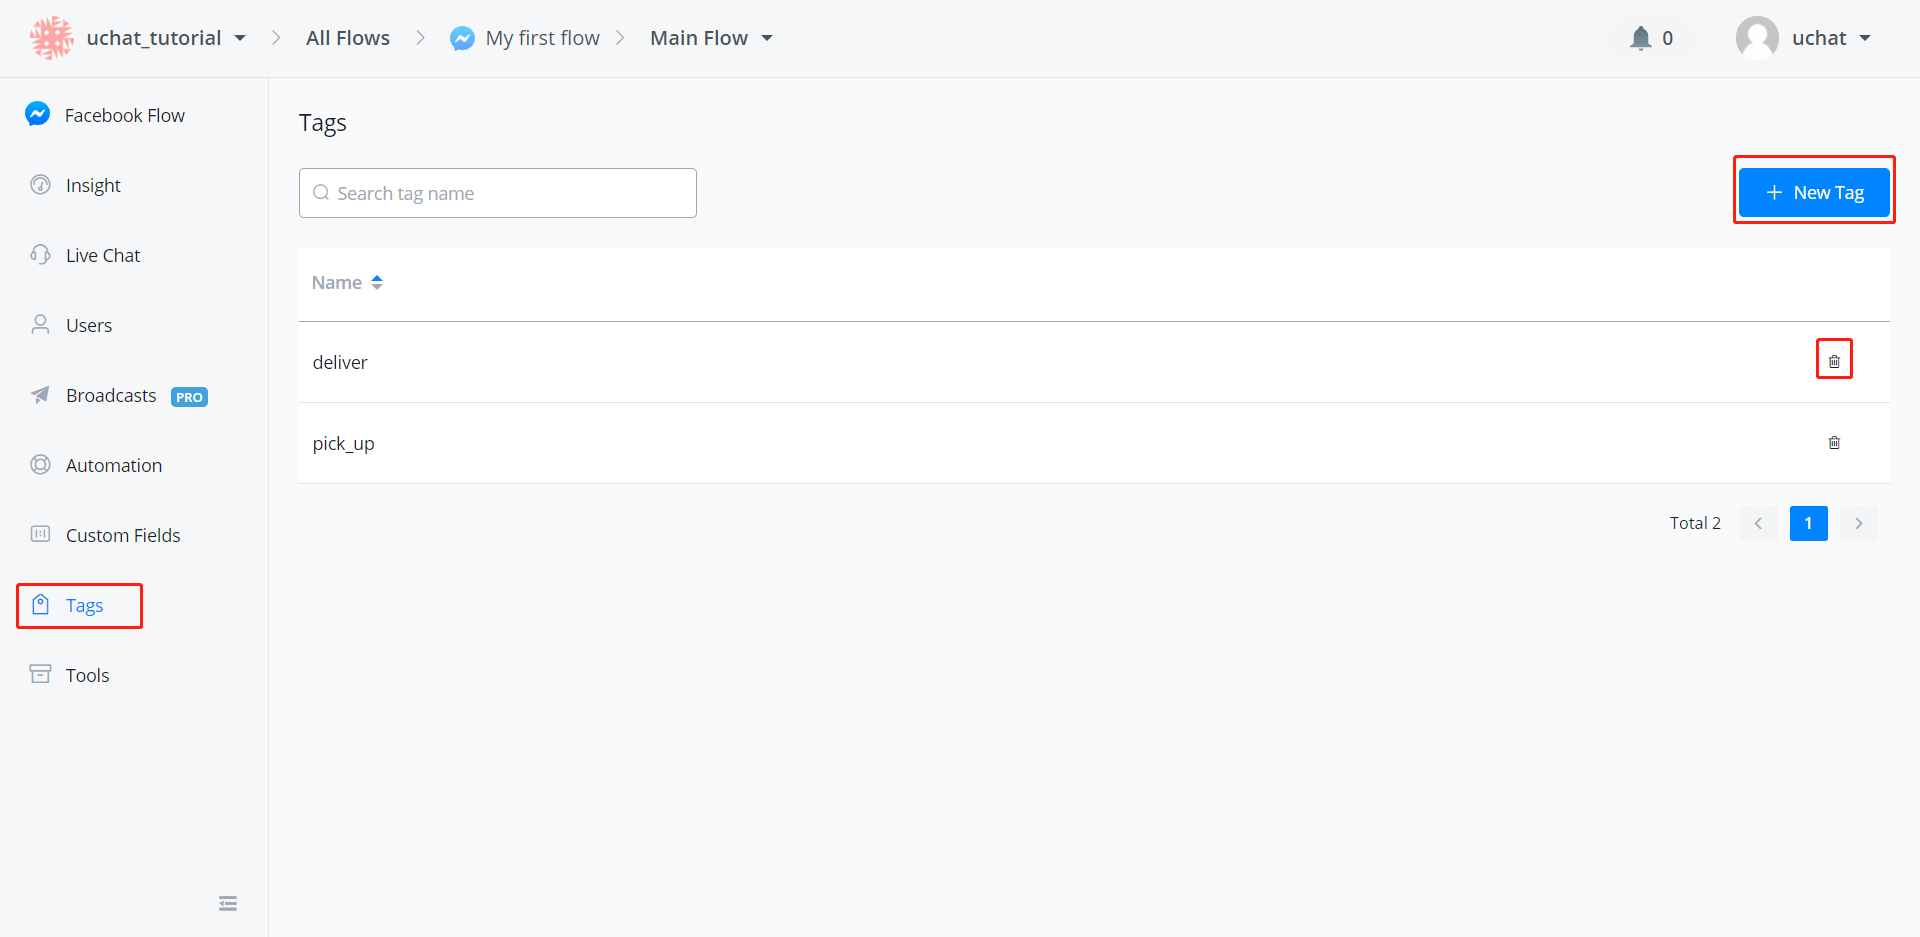 uchat_tutorial All Flows My first flow Main Flow 0 uchat
Facebook Flow
Insight
Live Chat
Users
Broadcasts PRO
Automation
Custom Fields
Tags
Tools
Tags
Search tag name
+ New Tag
Name
deliver
pick_up
Total 2 < 1 >